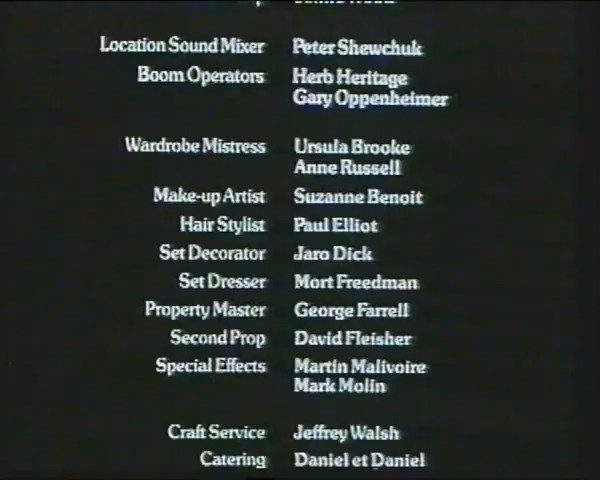 Location Sound Mixer Peter Shewchuk
Boom Operators Herb Heritage
Gary Oppenheimer
Wardrobe Mistress Ursula Brooke
Anne Russell
Make-up Artist Suzanne Benoit
Hair Stylist Paul Elliot
Set Decorator Jaro Dick
Set Dresser Mort Freedman
Property Master George Farrell
Second Prop David Fleisher
Special Effects Martin Malivoire
Mark Molin
Craft Service Jeffrey Walsh
Catering Daniel et Daniel